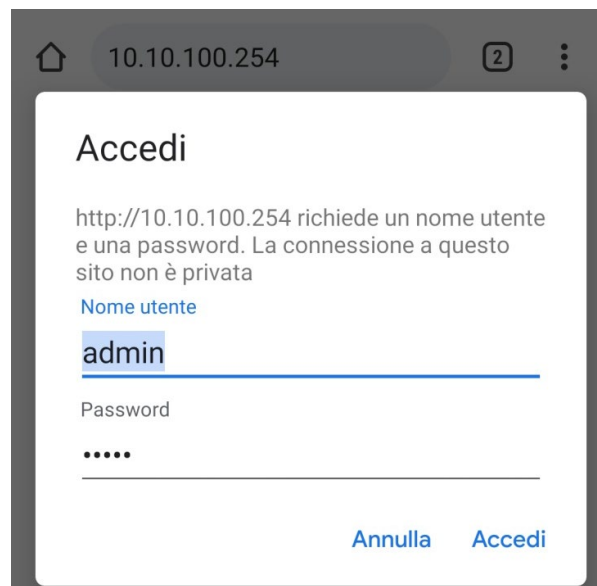 10.10.100.254
2
Accedi
http://10.10.100.254 richiede un nome utente
e una password. La connessione a questo
sito non è privata
Nome utente
admin
Password
•••••
Annulla
Accedi